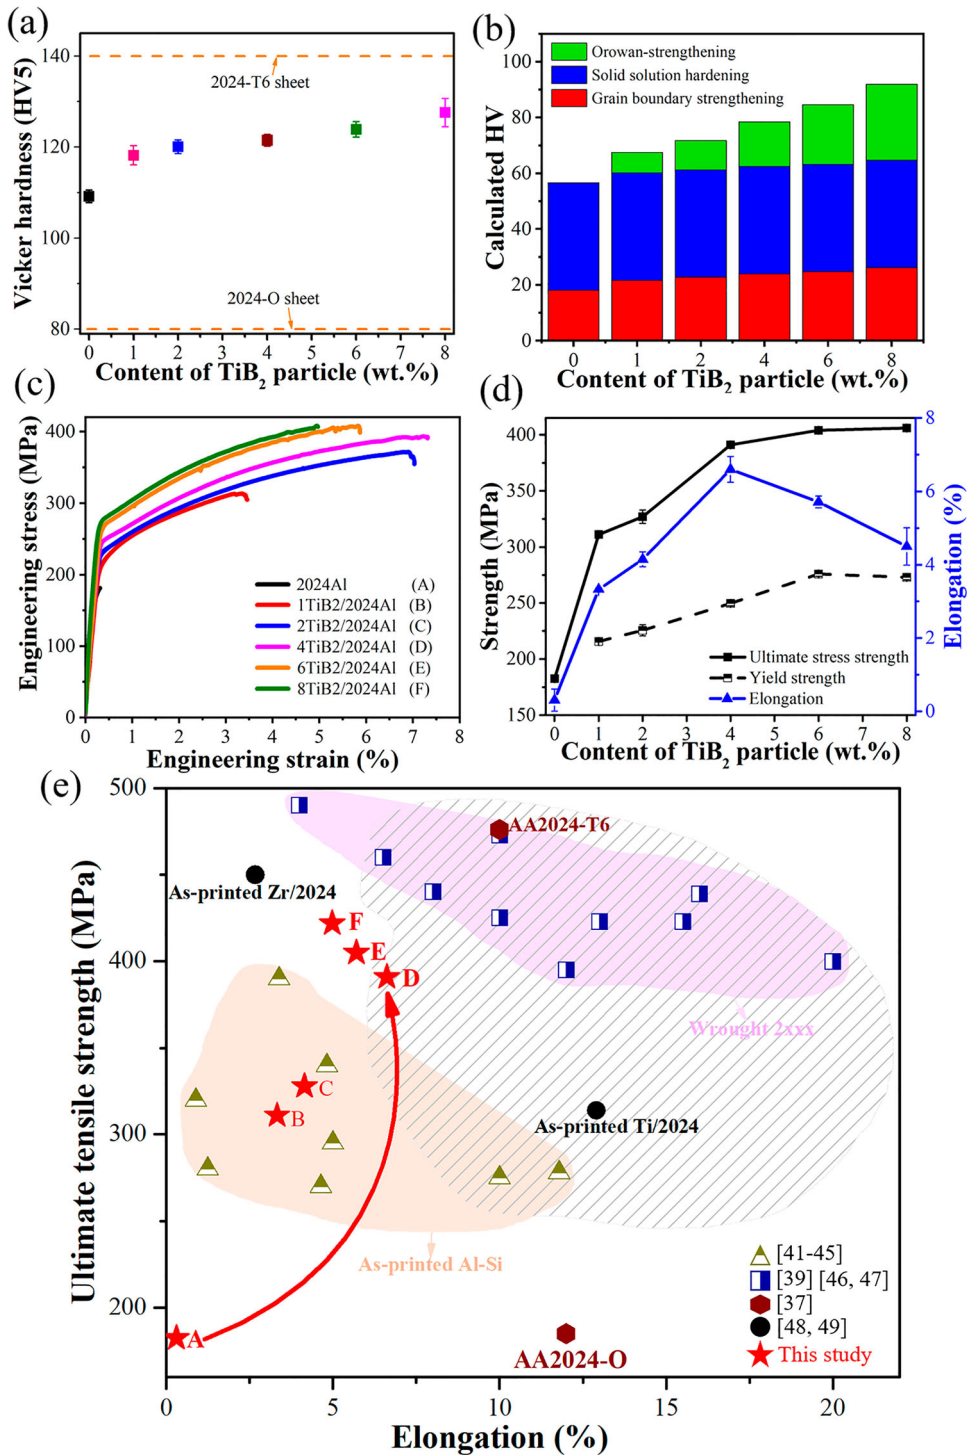 (a)
Vicker hardness (HV5)
140
120
100
80
2024-T6 sheet
2024-O sheet
0 1 2 3 4 5 6 7 8
Content of TiB2 particle (wt.%)
(b)
Calculated HV
100
80
60
40
20
0
Orowan-strengthening
Solid solution hardening
Grain boundary strengthening
0 1 2 4 6 8
Content of TiB2 particle (wt.%)
(c)
Engineering stress (MPa)
400
300
200
100
0
2024Al (A)
1TiB2/2024Al (B)
2TiB2/2024Al (C)
4TiB2/2024Al (D)
6TiB2/2024Al (E)
8TiB2/2024Al (F)
0 1 2 3 4 5 6 7 8
Engineering strain (%)
(d)
Strength (MPa)
400
350
300
250
200
150
Ultimate stress strength
Yield strength
Elongation
8
6
4
2
0
Elongation (%)
0 1 2 3 4 5 6 7 8
Content of TiB2 particle (wt.%)
(e)
Ultimate tensile strength (MPa)
500
400
300
200
AA2024-T6
As-printed Zr/2024
F
E
D
Wrought 2xxx
C
B
As-printed Ti/2024
As-printed Al-Si
A
AA2024-O
[41-45]
[39] [46, 47]
[37]
[48, 49]
This study
0 5 10 15 20
Elongation (%)